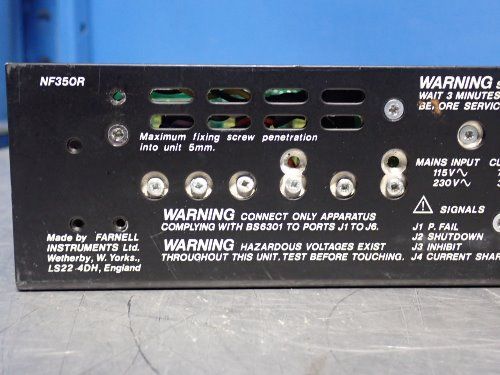 NF350R
WARNING
WAIT 3 MINUTES
BEFORE SERVIC
Maximum fixing screw penetration
into unit 5mm.
MAINS INPUT
115V~
230V~
WARNING CONNECT ONLY APPARATUS
COMPLYING WITH BS6301 TO PORTS J1 TO J6.
SIGNALS
Made by FARNELL
INSTRUMENTS Ltd.
Wetherby, W. Yorks.,
LS22 4DH, England
WARNING HAZARDOUS VOLTAGES EXIST
THROUGHOUT THIS UNIT. TEST BEFORE TOUCHING.
J1 P. FAIL
J2 SHUTDOWN
J3 INHIBIT
J4 CURRENT SHAR